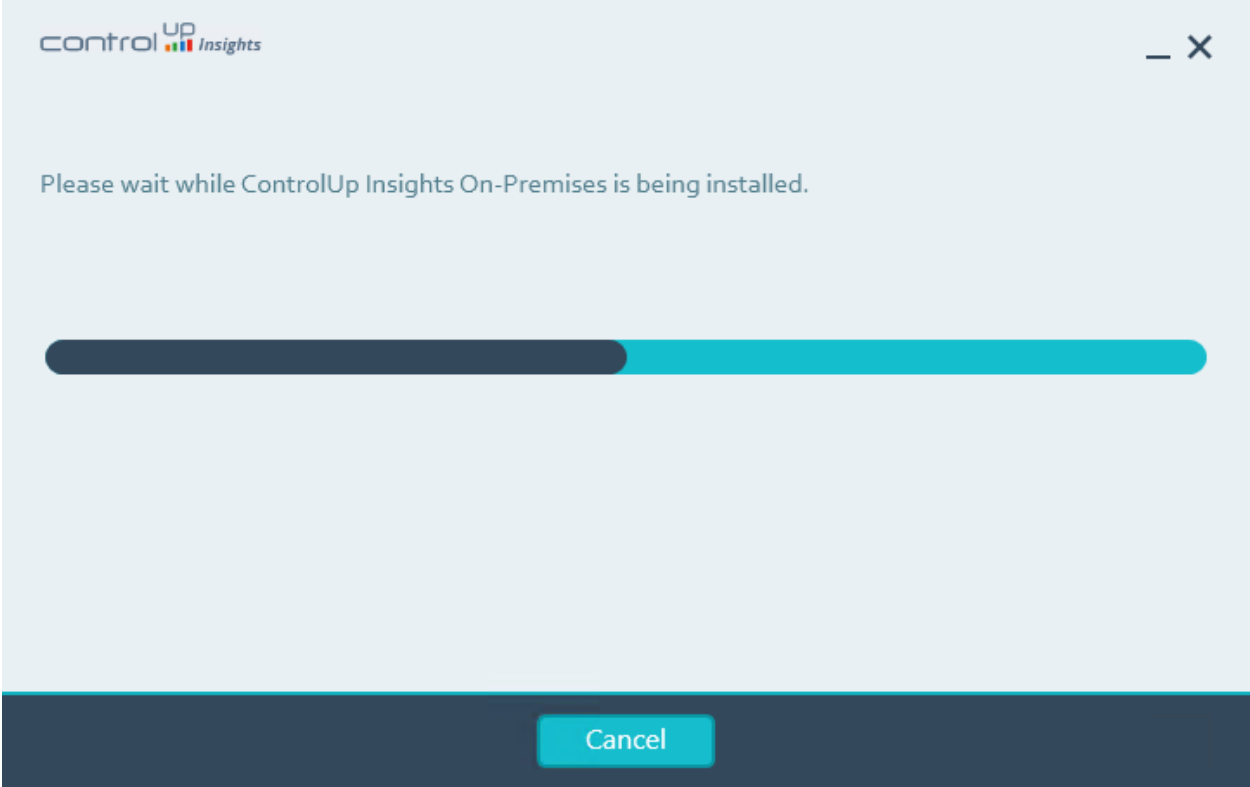 control up Insights
Please wait while ControlUp Insights On-Premises is being installed.
Cancel